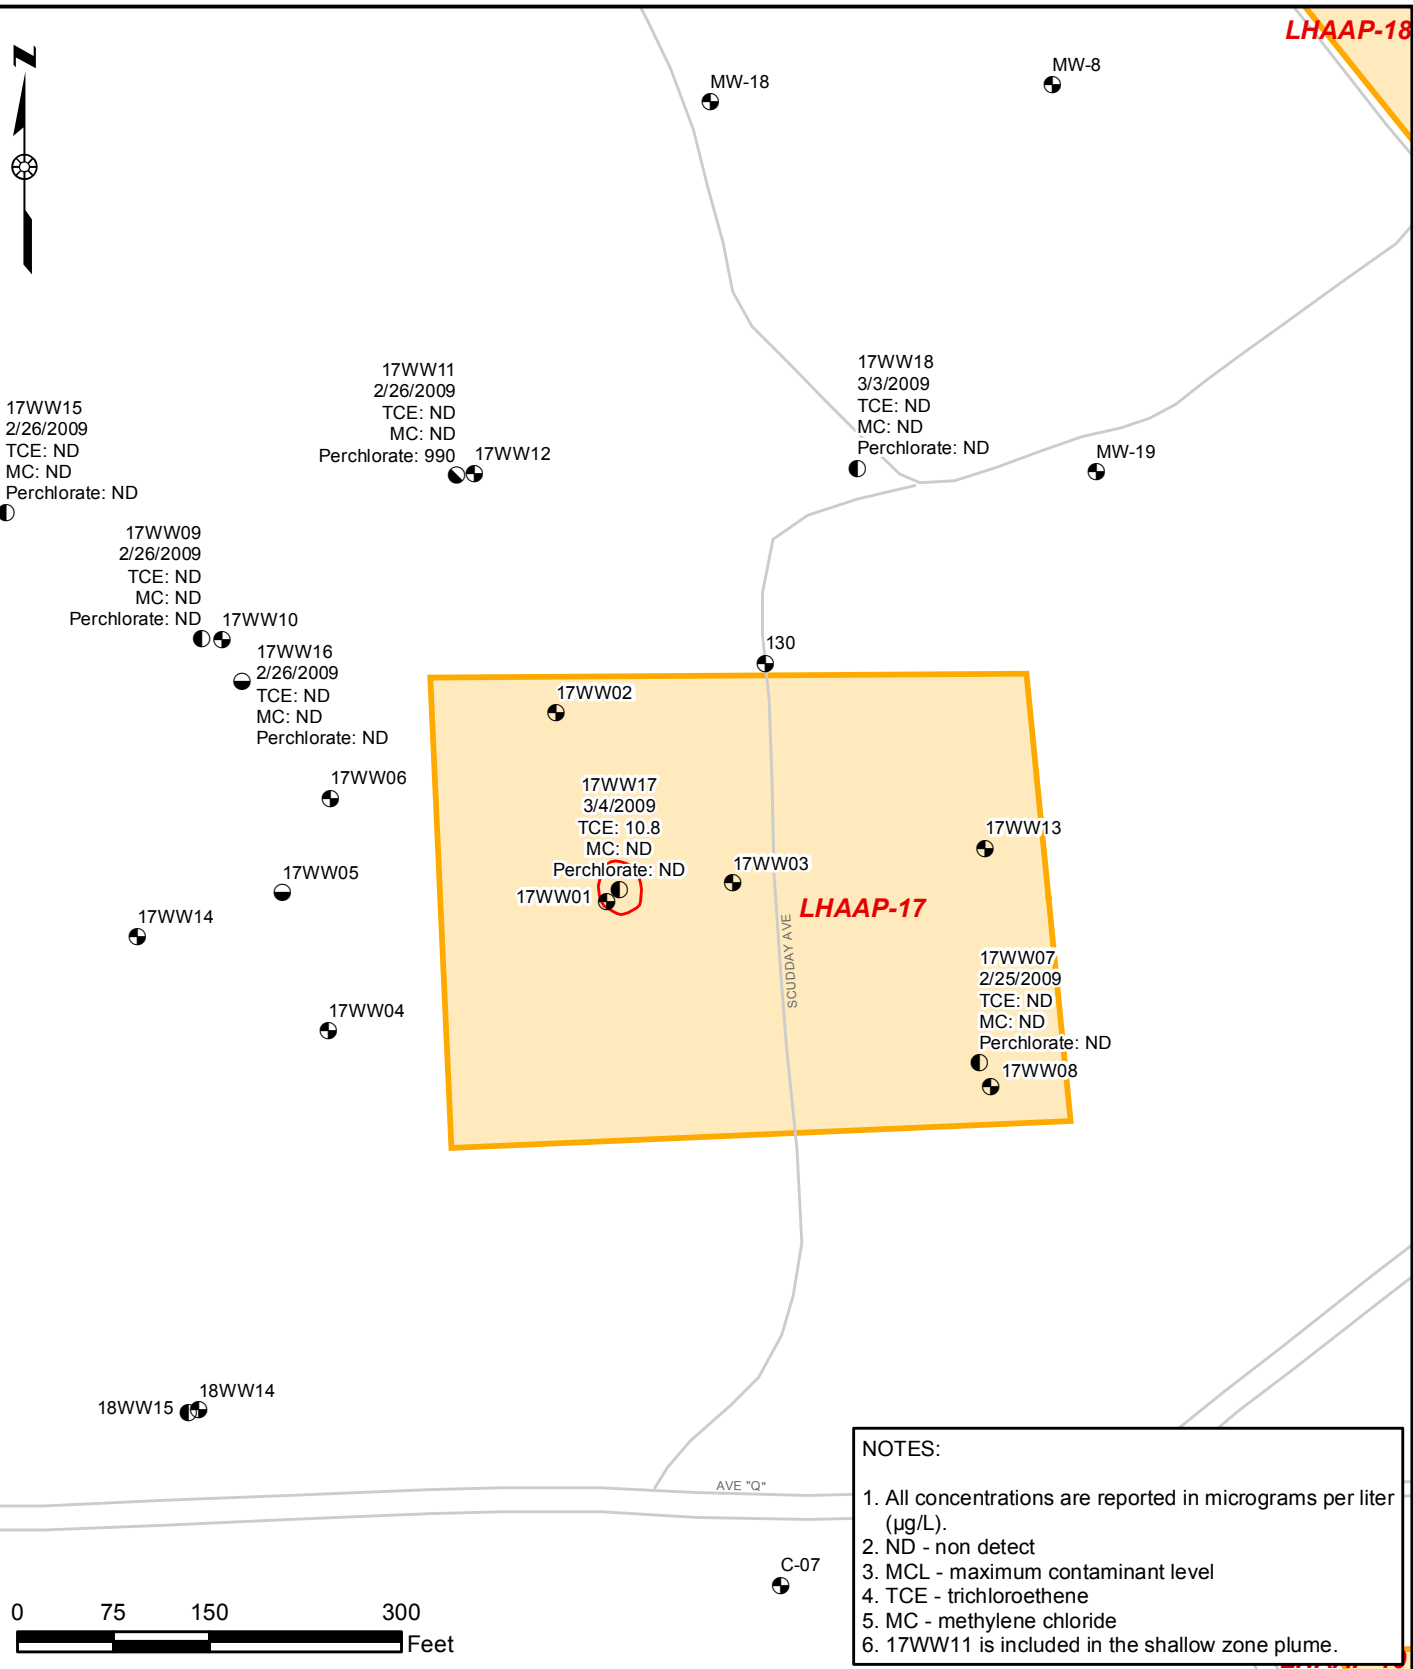 LHAAP-18
N
MW-18
MW-8
17WW11
2/26/2009
TCE: ND
MC: ND
Perchlorate: 990
17WW12
17WW18
3/3/2009
TCE: ND
MC: ND
Perchlorate: ND
MW-19
17WW15
2/26/2009
TCE: ND
MC: ND
Perchlorate: ND
17WW09
2/26/2009
TCE: ND
MC: ND
Perchlorate: ND
17WW10
17WW16
2/26/2009
TCE: ND
MC: ND
Perchlorate: ND
130
17WW02
17WW06
17WW17
3/4/2009
TCE: 10.8
MC: ND
Perchlorate: ND
17WW01
17WW03
17WW13
17WW05
17WW14
LHAAP-17
SCUDDAY AVE
17WW07
2/25/2009
TCE: ND
MC: ND
Perchlorate: ND
17WW08
17WW04
18WW14
18WW15
AVE "Q"
C-07
0 75 150 300
Feet
NOTES:
1. All concentrations are reported in micrograms per liter
(µg/L).
2. ND - non detect
3. MCL - maximum contaminant level
4. TCE - trichloroethene
5. MC - methylene chloride
6. 17WW11 is included in the shallow zone plume.